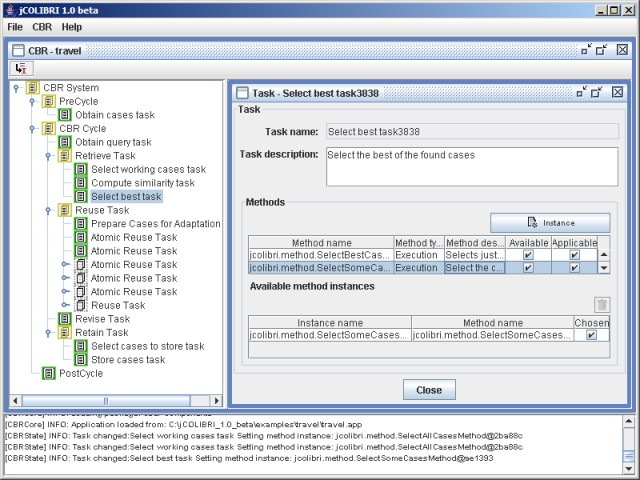 jCOLIBRI 1.0 beta
File CBR Help
CBR - travel
CBR System
PreCycle
Obtain cases task
CBR Cycle
Obtain query task
Retrieve Task
Select working cases task
Compute similarity task
Select best task
Reuse Task
Prepare Cases for Adaptation
Atomic Reuse Task
Atomic Reuse Task
Atomic Reuse Task
Atomic Reuse Task
Atomic Reuse Task
Reuse Task
Revise Task
Retain Task
Select cases to store task
Store cases task
PostCycle
Task - Select best task3838
Task
Task name: Select best task3838
Task description: Select the best of the found cases
Methods
Instance
Method name Method ty... Method des... Available Applicable
jcolibri.method.SelectBestCas... Execution Selects just...
jcolibri.method.SelectSomeCa... Execution Select the c...
Available method instances
Instance name Method name Chosen
jcolibri.method.SelectSomeCases... jcolibri.method.SelectSomeCases...
Close
[CBRCore] INFO: Application loaded from: C:\jCOLIBRI_1.0_beta\examples\travel\travel.app
[CBRState] INFO: Task changed:Select working cases task Setting method instance: jcolibri.method.SelectAllCasesMethod@2ba88c
[CBRState] INFO: Task changed:Select working cases task Setting method instance: jcolibri.method.SelectAllCasesMethod@2ba88c
[CBRState] INFO: Task changed:Select best task Setting method instance: jcolibri.method.SelectSomeCasesMethod@ae1393